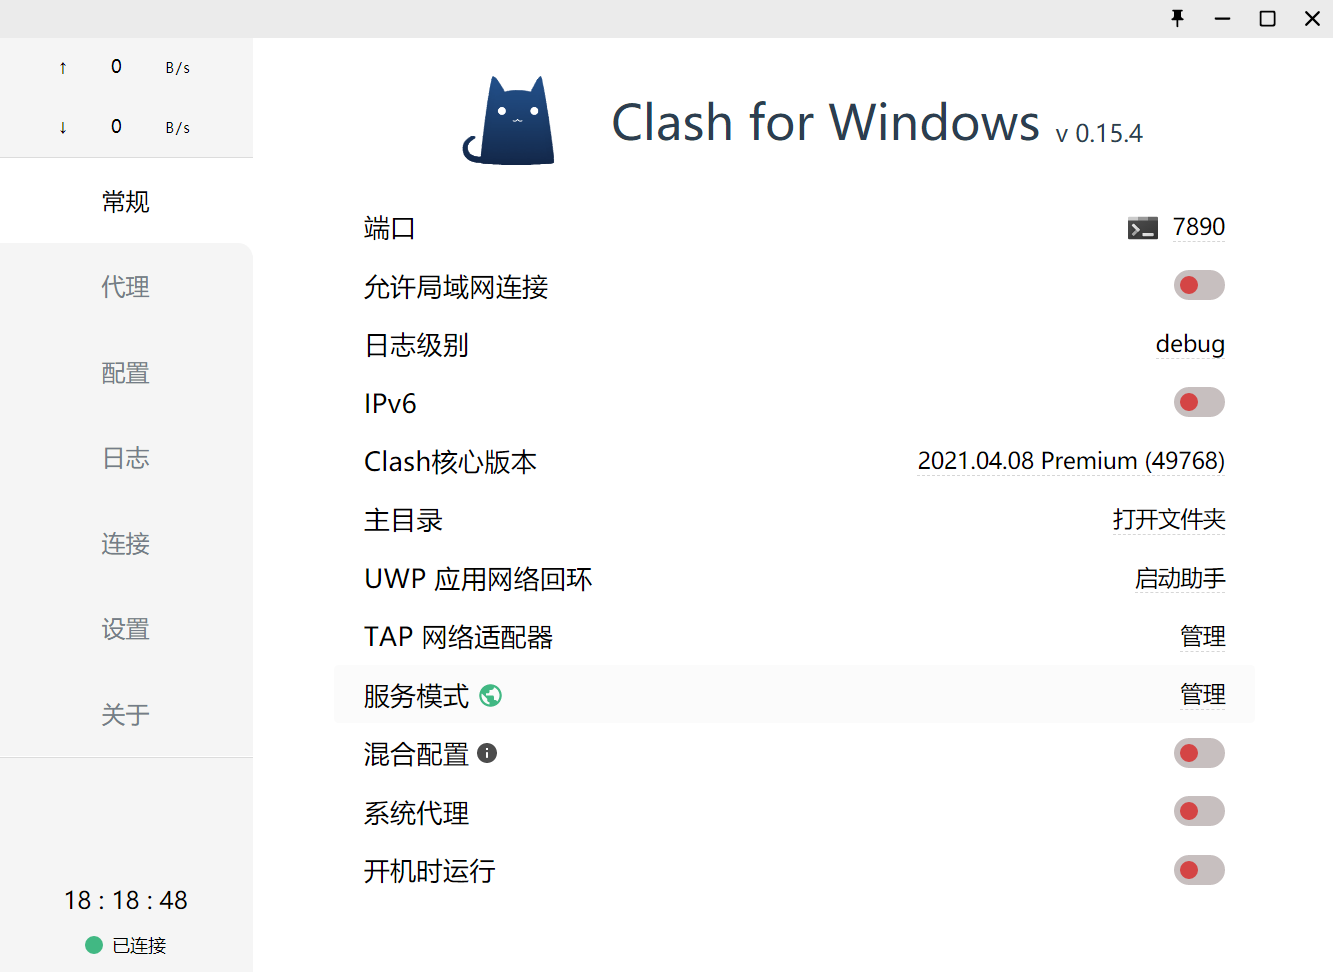 ↑ 0 B/s
↓ 0 B/s
常规
代理
配置
日志
连接
设置
关于
18 : 18 : 48
已连接
Clash for Windows v 0.15.4
端口 7890
允许局域网连接
日志级别 debug
IPv6
Clash核心版本 2021.04.08 Premium (49768)
主目录 打开文件夹
UWP 应用网络回环 启动助手
TAP 网络适配器 管理
服务模式 管理
混合配置
系统代理
开机时运行